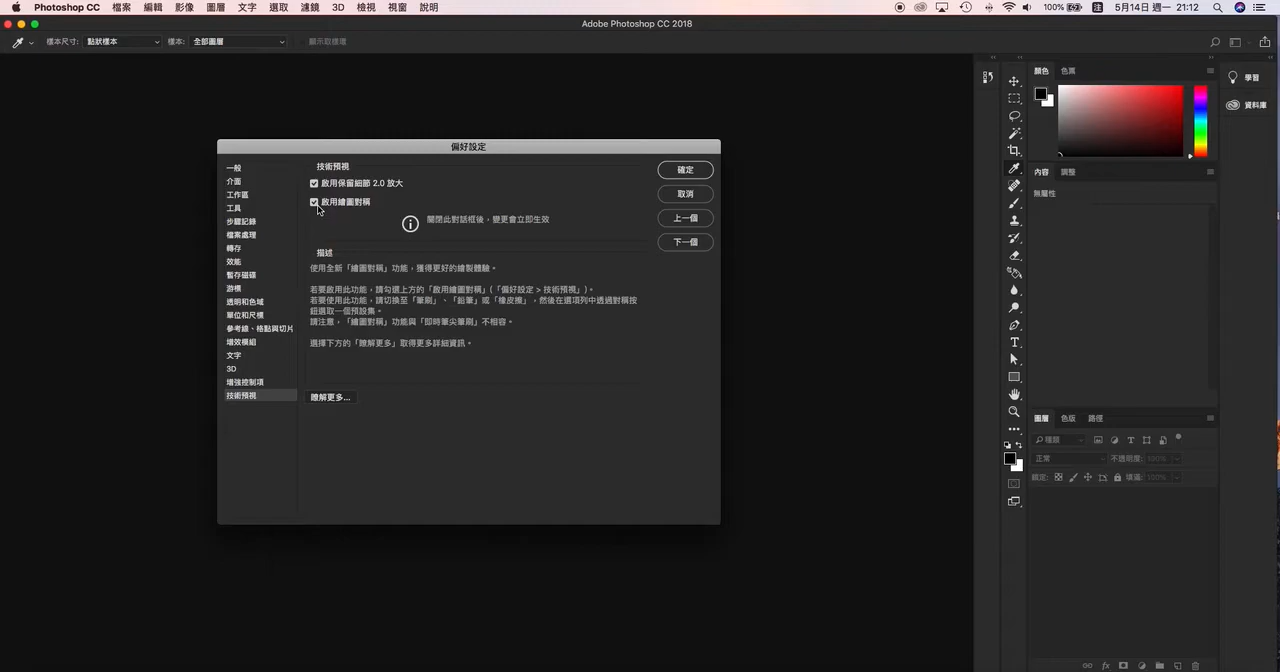 Photoshop CC 檔案 編輯 影像 圖層 文字 選取 濾鏡 3D 檢視 視窗 說明 100% 注 5月14日 週一 21:12
Adobe Photoshop CC 2018
樣本尺寸: 點狀樣本 樣本: 全部圖層 顯示取樣環
顏色 色票
學習
資料庫
內容 調整
無屬性
圖層 色版 路徑
種類
正常 不透明度: 100%
鎖定: 填滿: 100%
偏好設定
一般
介面
工作區
工具
步驟記錄
檔案處理
轉存
效能
暫存磁碟
游標
透明和色域
單位和尺標
參考線、格點與切片
增效模組
文字
3D
增強控制項
技術預視
技術預視
啟用保留細節 2.0 放大
啟用繪圖對稱
關閉此對話框後,變更會立即生效
描述
使用全新「繪圖對稱」功能,獲得更好的繪製體驗。
若要啟用此功能,請勾選上方的「啟用繪圖對稱」(「偏好設定 > 技術預視」)。
若要使用此功能,請切換至「筆刷」、「鉛筆」或「橡皮擦」,然後在選項列中透過對稱按
鈕選取一個預設集。
請注意,「繪圖對稱」功能與「即時筆尖筆刷」不相容。
選擇下方的「瞭解更多」取得更多詳細資訊。
瞭解更多...
確定
取消
上一個
下一個